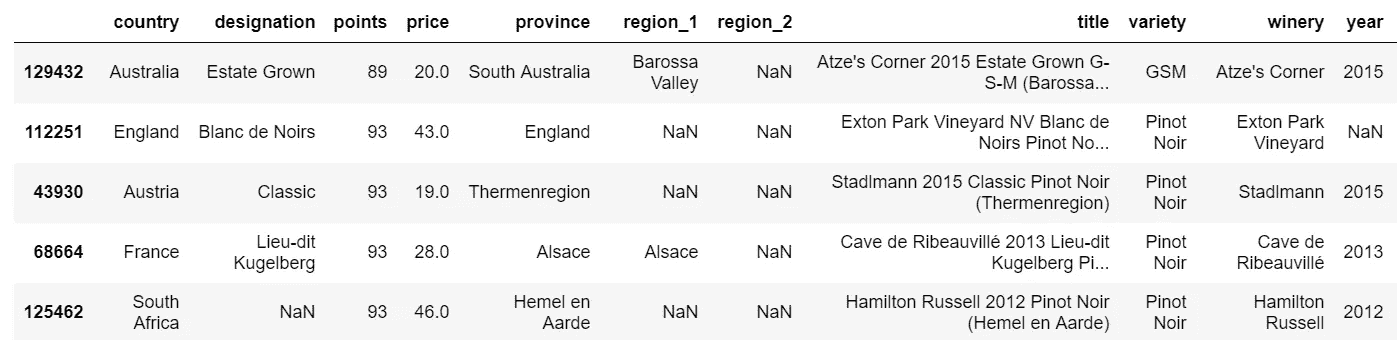 country designation points price province region_1 region_2 title variety winery year
129432 Australia Estate Grown 89 20.0 South Australia Barossa Valley NaN Atze's Corner 2015 Estate Grown G-S-M (Barossa... GSM Atze's Corner 2015
112251 England Blanc de Noirs 93 43.0 England NaN NaN Exton Park Vineyard NV Blanc de Noirs Pinot No... Pinot Noir Exton Park Vineyard NaN
43930 Austria Classic 93 19.0 Thermenregion NaN NaN Stadlmann 2015 Classic Pinot Noir (Thermenregion) Pinot Noir Stadlmann 2015
68664 France Lieu-dit Kugelberg 93 28.0 Alsace Alsace NaN Cave de Ribeauvillé 2013 Lieu-dit Kugelberg Pi... Pinot Noir Cave de Ribeauvillé 2013
125462 South Africa NaN 93 46.0 Hemel en Aarde NaN NaN Hamilton Russell 2012 Pinot Noir (Hemel en Aarde) Pinot Noir Hamilton Russell 2012